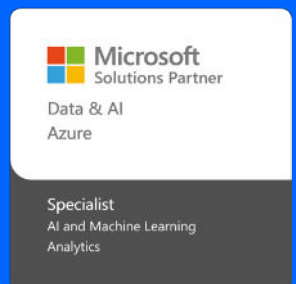 Microsoft
Solutions Partner
Data & AI
Azure
Specialist
AI and Machine Learning
Analytics